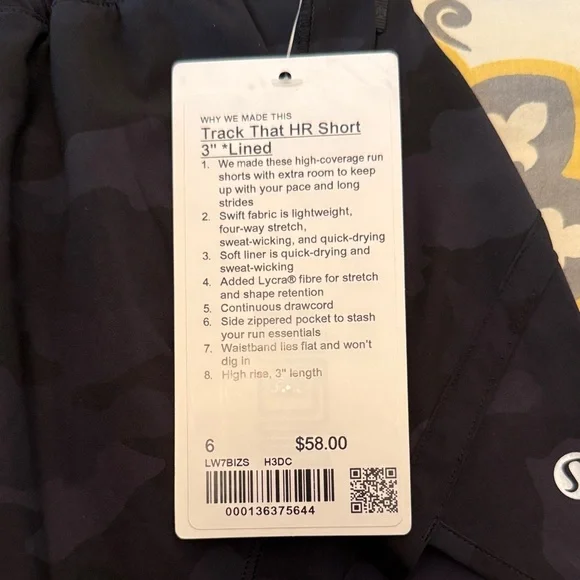 WHY WE MADE THIS
Track That HR Short
3" *Lined
1. We made these high-coverage run
shorts with extra room to keep
up with your pace and long
strides
2. Swift fabric is lightweight,
four-way stretch,
sweat-wicking, and quick-drying
3. Soft liner is quick-drying and
sweat-wicking
4. Added Lycra® fibre for stretch
and shape retention
5. Continuous drawcord
6. Side zippered pocket to stash
your run essentials
7. Waistband lies flat and won't
dig in
8. High rise, 3" length
6 $58.00
LW7BIZS H3DC
000136375644